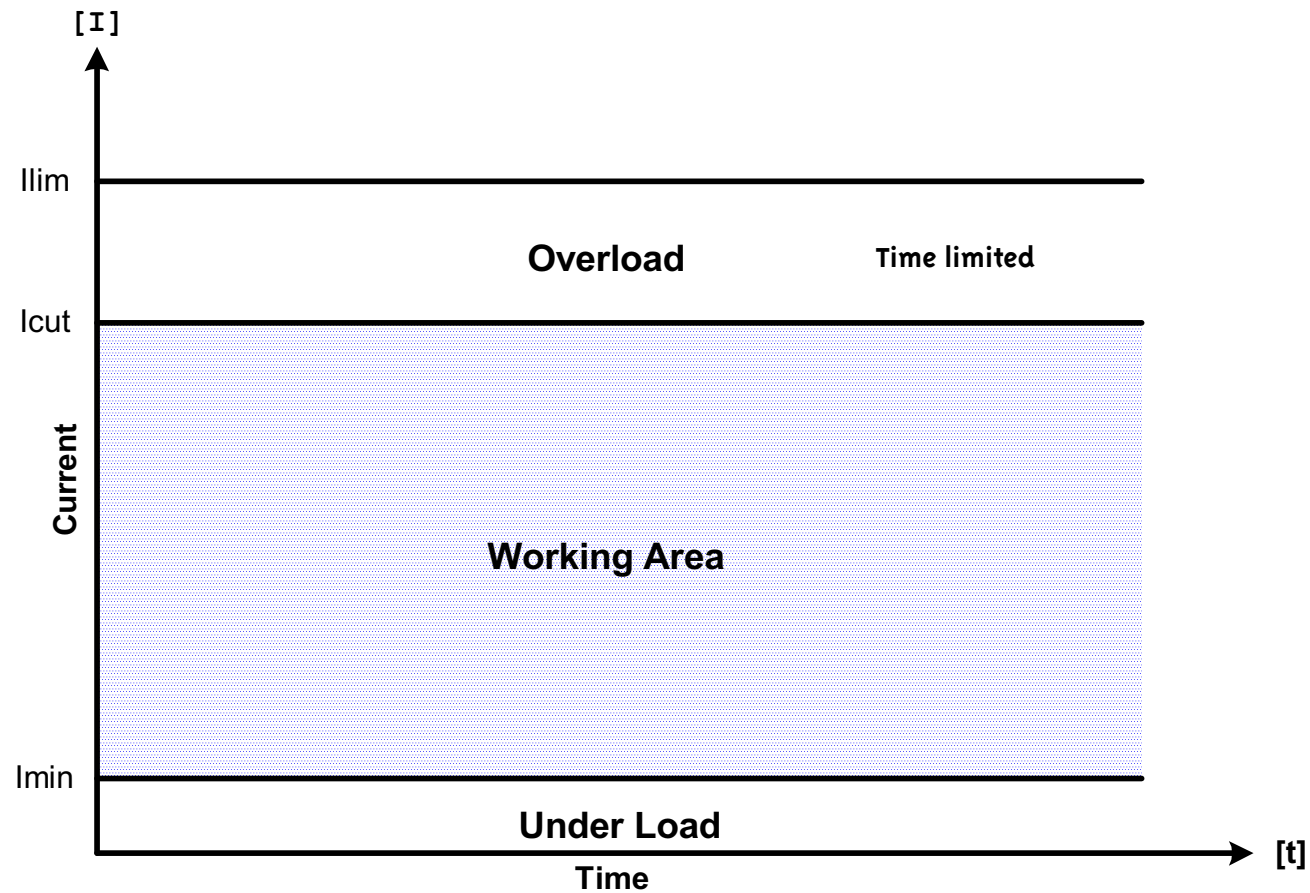 [I]
Ilim
Overload
Time limited
Icut
Current
Working Area
Imin
Under Load
[t]
Time